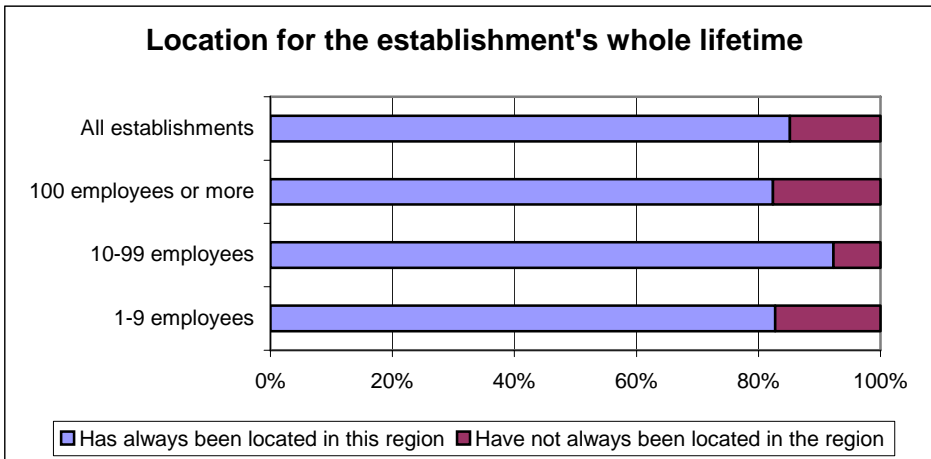 Location for the establishment's whole lifetime
All establishments
100 employees or more
10-99 employees
1-9 employees
0% 20% 40% 60% 80% 100%
Has always been located in this region Have not always been located in the region